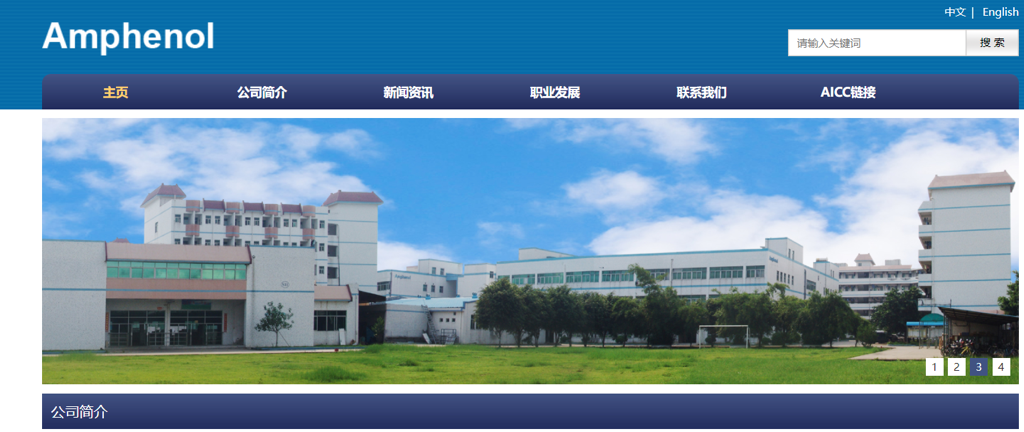 中文 | English
Amphenol
请输入关键词 搜 索
主页 公司简介 新闻资讯 职业发展 联系我们 AICC链接
1 2 3 4
公司简介